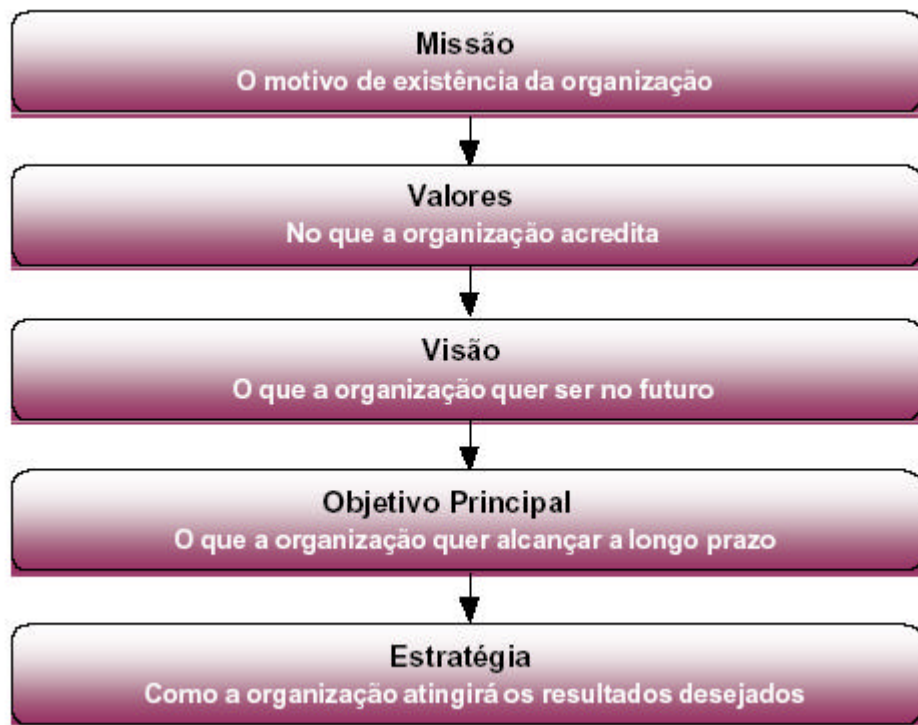 Missão
O motivo de existência da organização
Valores
No que a organização acredita
Visão
O que a organização quer ser no futuro
Objetivo Principal
O que a organização quer alcançar a longo prazo
Estratégia
Como a organização atingirá os resultados desejados